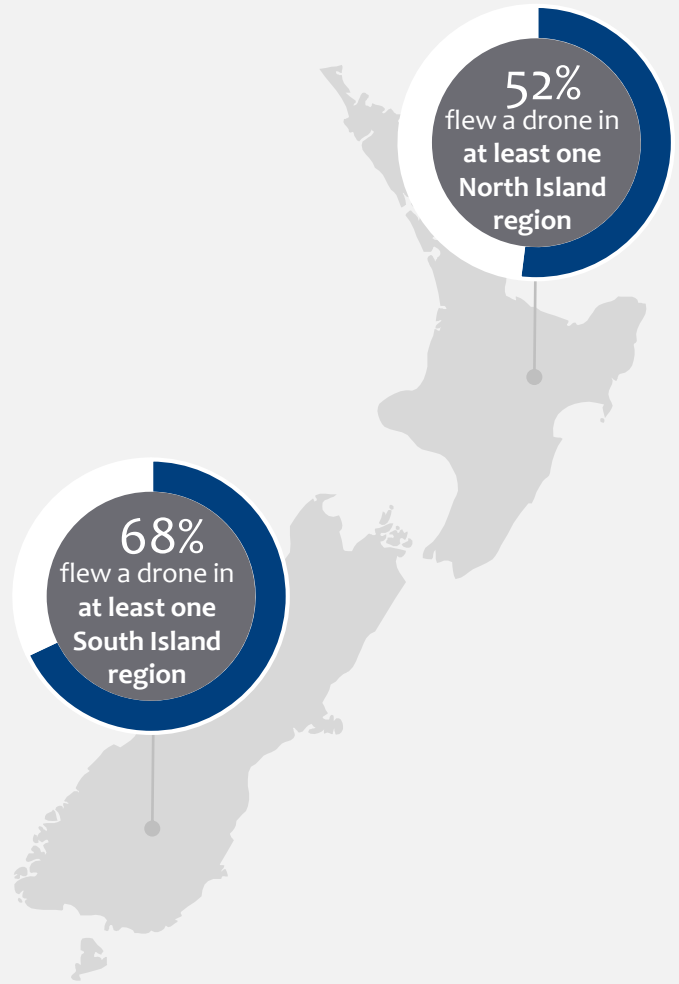 52%
flew a drone in
at least one
North Island
region
68%
flew a drone in
at least one
South Island
region